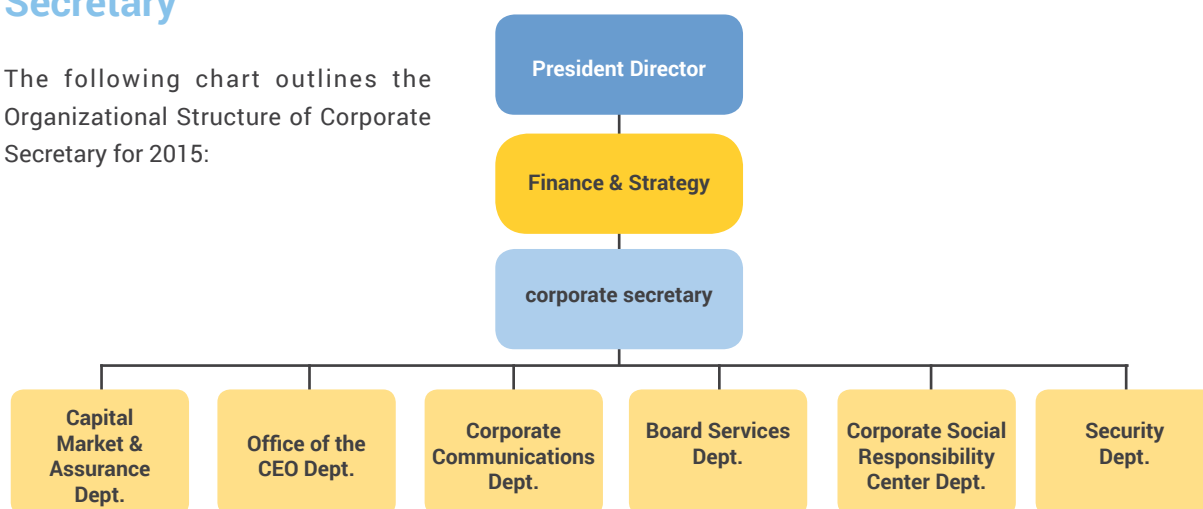 Secretary
The following chart outlines the
Organizational Structure of Corporate
Secretary for 2015:
President Director
Finance & Strategy
corporate secretary
Capital
Market &
Assurance
Dept.
Office of the
CEO Dept.
Corporate
Communications
Dept.
Board Services
Dept.
Corporate Social
Responsibility
Center Dept.
Security
Dept.